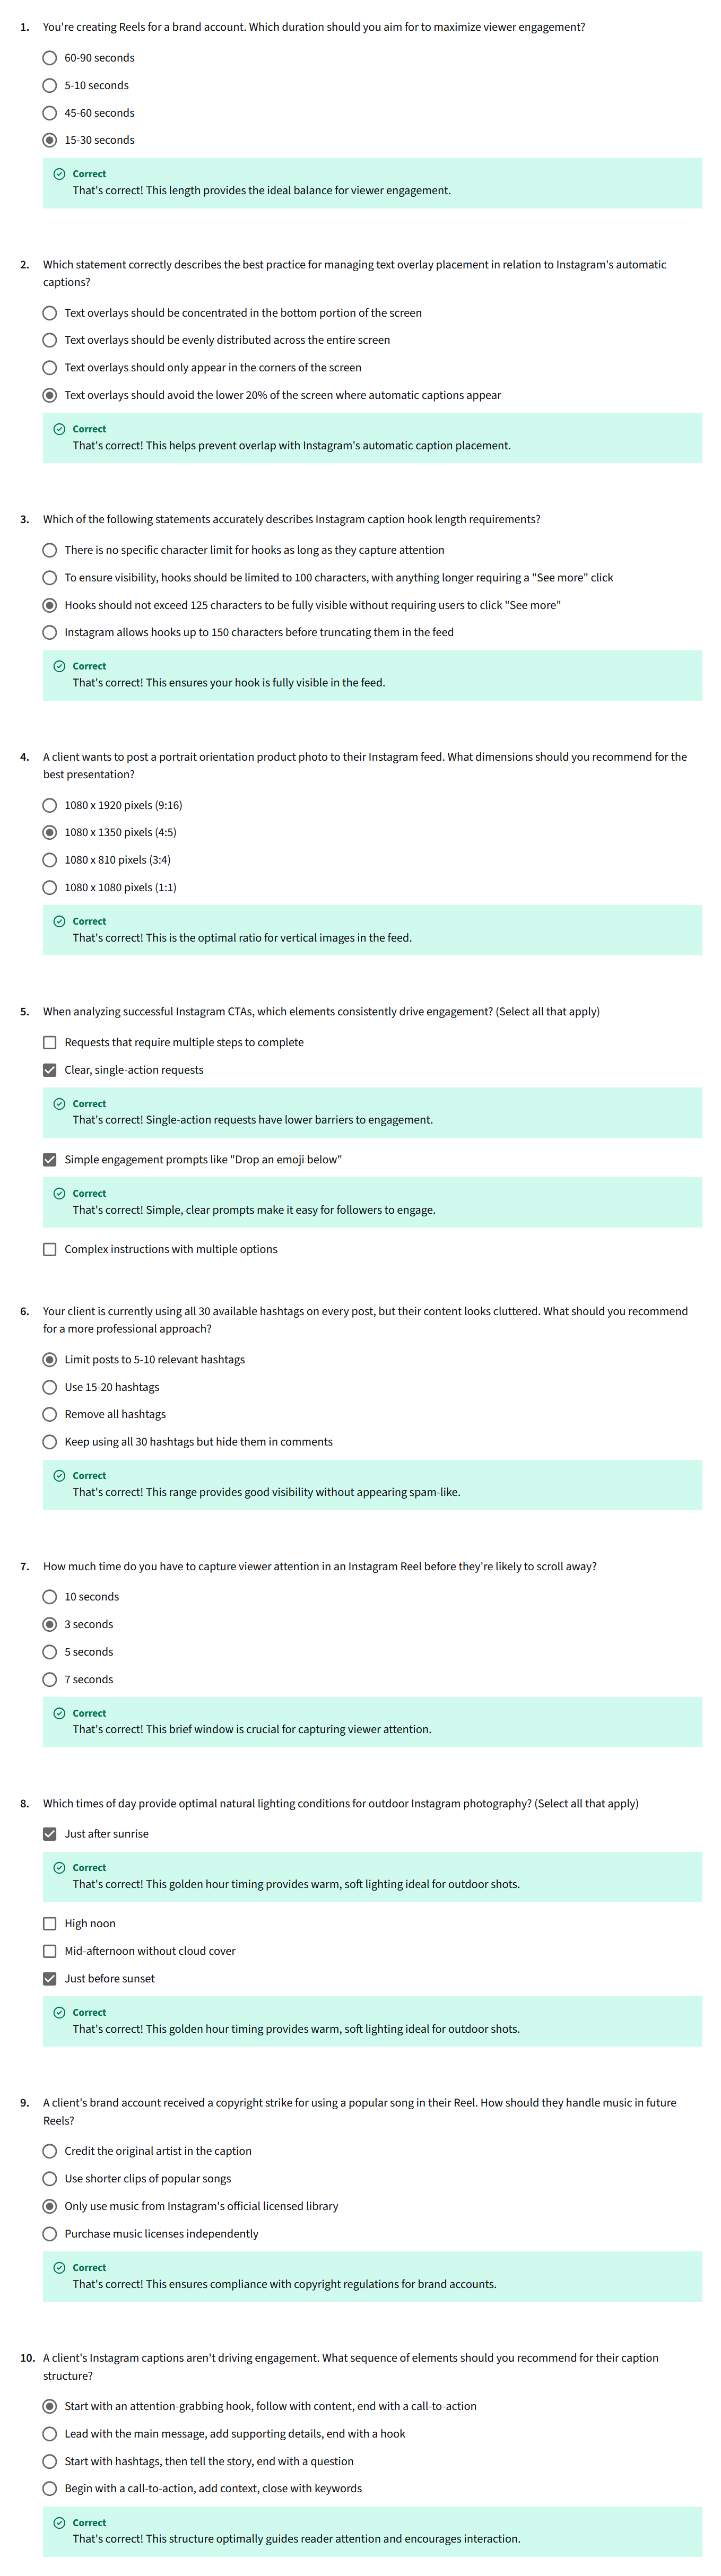 1. You're creating Reels for a brand account. Which duration should you aim for to maximize viewer engagement?
60-90 seconds
5-10 seconds
45-60 seconds
15-30 seconds
Correct
That's correct! This length provides the ideal balance for viewer engagement.
2. Which statement correctly describes the best practice for managing text overlay placement in relation to Instagram's automatic
captions?
Text overlays should be concentrated in the bottom portion of the screen
Text overlays should be evenly distributed across the entire screen
Text overlays should only appear in the corners of the screen
Text overlays should avoid the lower 20% of the screen where automatic captions appear
Correct
That's correct! This helps prevent overlap with Instagram's automatic caption placement.
3. Which of the following statements accurately describes Instagram caption hook length requirements?
There is no specific character limit for hooks as long as they capture attention
To ensure visibility, hooks should be limited to 100 characters, with anything longer requiring a "See more" click
Hooks should not exceed 125 characters to be fully visible without requiring users to click "See more"
Instagram allows hooks up to 150 characters before truncating them in the feed
Correct
That's correct! This ensures your hook is fully visible in the feed.
4. A client wants to post a portrait orientation product photo to their Instagram feed. What dimensions should you recommend for the
best presentation?
1080 x 1920 pixels (9:16)
1080 x 1350 pixels (4:5)
1080 x 810 pixels (3:4)
1080 x 1080 pixels (1:1)
Correct
That's correct! This is the optimal ratio for vertical images in the feed.
5. When analyzing successful Instagram CTAs, which elements consistently drive engagement? (Select all that apply)
Requests that require multiple steps to complete
Clear, single-action requests
Correct
That's correct! Single-action requests have lower barriers to engagement.
Simple engagement prompts like "Drop an emoji below"
Correct
That's correct! Simple, clear prompts make it easy for followers to engage.
Complex instructions with multiple options
6. Your client is currently using all 30 available hashtags on every post, but their content looks cluttered. What should you recommend
for a more professional approach?
Limit posts to 5-10 relevant hashtags
Use 15-20 hashtags
Remove all hashtags
Keep using all 30 hashtags but hide them in comments
Correct
That's correct! This range provides good visibility without appearing spam-like.
7. How much time do you have to capture viewer attention in an Instagram Reel before they're likely to scroll away?
10 seconds
3 seconds
5 seconds
7 seconds
Correct
That's correct! This brief window is crucial for capturing viewer attention.
8. Which times of day provide optimal natural lighting conditions for outdoor Instagram photography? (Select all that apply)
Just after sunrise
Correct
That's correct! This golden hour timing provides warm, soft lighting ideal for outdoor shots.
High noon
Mid-afternoon without cloud cover
Just before sunset
Correct
That's correct! This golden hour timing provides warm, soft lighting ideal for outdoor shots.
9. A client's brand account received a copyright strike for using a popular song in their Reel. How should they handle music in future
Reels?
Credit the original artist in the caption
Use shorter clips of popular songs
Only use music from Instagram's official licensed library
Purchase music licenses independently
Correct
That's correct! This ensures compliance with copyright regulations for brand accounts.
10. A client's Instagram captions aren't driving engagement. What sequence of elements should you recommend for their caption
structure?
Start with an attention-grabbing hook, follow with content, end with a call-to-action
Lead with the main message, add supporting details, end with a hook
Start with hashtags, then tell the story, end with a question
Begin with a call-to-action, add context, close with keywords
Correct
That's correct! This structure optimally guides reader attention and encourages interaction.